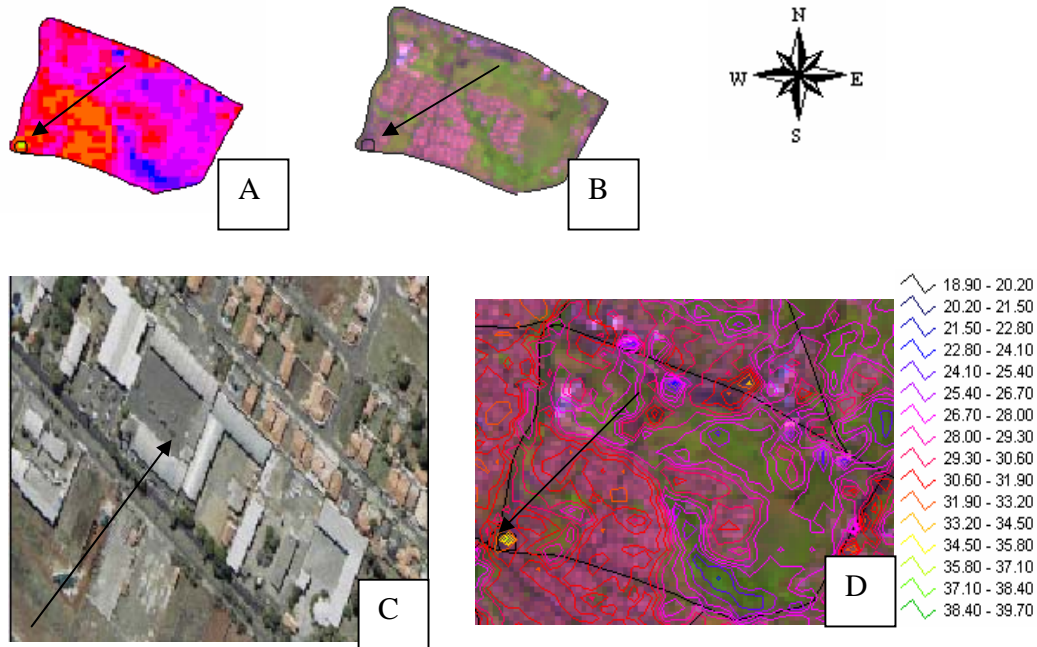 N
W E
S
A
B
C
D
18.90 - 20.20
20.20 - 21.50
21.50 - 22.80
22.80 - 24.10
24.10 - 25.40
25.40 - 26.70
26.70 - 28.00
28.00 - 29.30
29.30 - 30.60
30.60 - 31.90
31.90 - 33.20
33.20 - 34.50
34.50 - 35.80
35.80 - 37.10
37.10 - 38.40
38.40 - 39.70